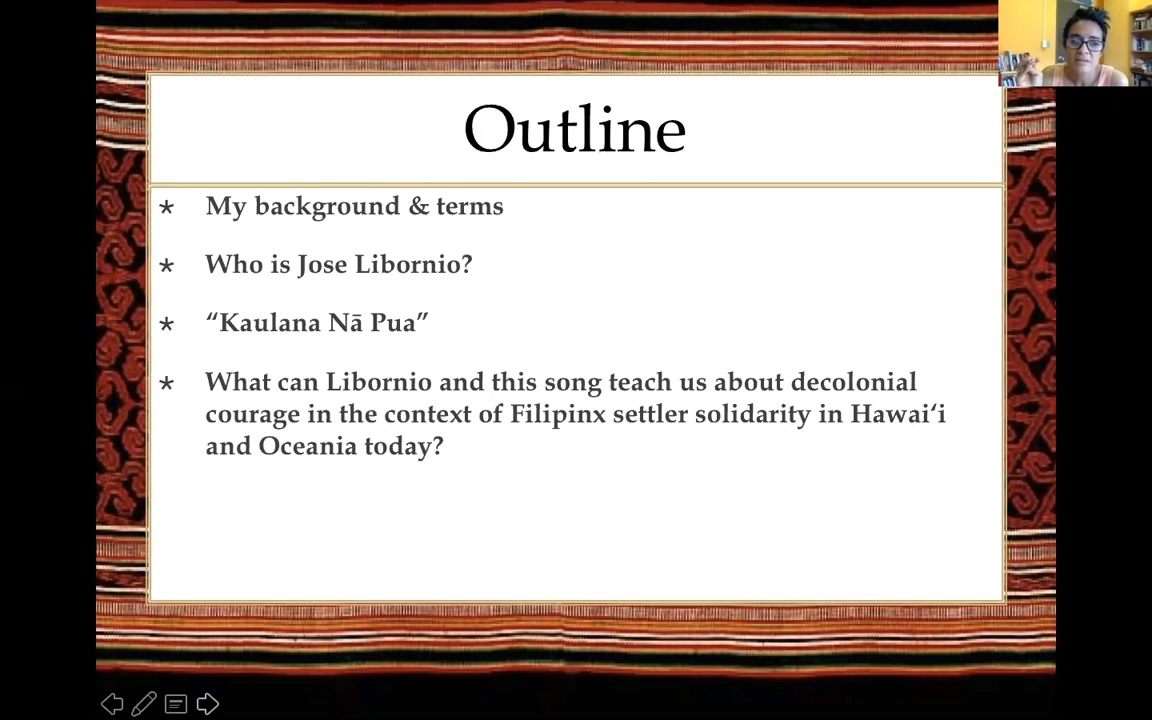 Outline
* My background & terms
* Who is Jose Libornio?
* “Kaulana Nā Pua”
* What can Libornio and this song teach us about decolonial
courage in the context of Filipinx settler solidarity in Hawai‘i
and Oceania today?